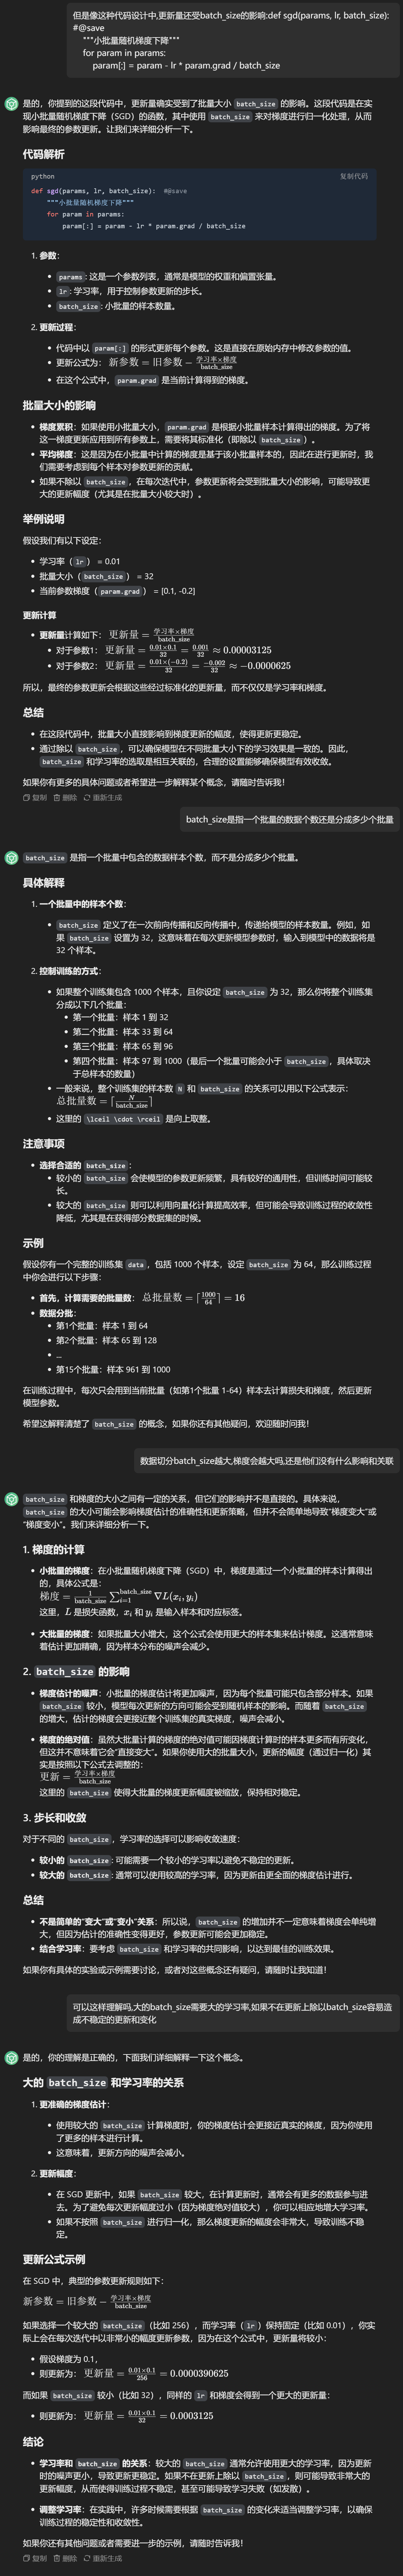 但是像这种代码设计中,更新量还受batch_size的影响:def sgd(params, lr, batch_size):
#@save
"""小批量随机梯度下降"""
for param in params:
param[:] = param - lr * param.grad / batch_size
是的，你提到的这段代码中，更新量确实受到了批量大小 batch_size 的影响。这段代码是在实
现小批量随机梯度下降（SGD）的函数，其中使用 batch_size 来对梯度进行归一化处理，从而
影响最终的参数更新。让我们来详细分析一下。
代码解析
python 复制代码
def sgd(params, lr, batch_size): #@save
"""小批量随机梯度下降"""
for param in params:
param[:] = param - lr * param.grad / batch_size
1. 参数：
• params: 这是一个参数列表，通常是模型的权重和偏置张量。
• lr: 学习率，用于控制参数更新的步长。
• batch_size: 小批量的样本数量。
2. 更新过程：
• 代码中以 param[:] 的形式更新每个参数。这是直接在原始内存中修改参数的值。
• 更新公式为： 新参数 = 旧参数 − 学习率×梯度/batch_size
• 在这个公式中，param.grad 是当前计算得到的梯度。
批量大小的影响
• 梯度累积：如果使用小批量大小，param.grad 是根据小批量样本计算得出的梯度。为了将
这一梯度更新应用到所有参数上，需要将其标准化（即除以 batch_size）。
• 平均梯度：这是因为在小批量中计算的梯度是基于该小批量样本的，因此在进行更新时，我
们需要考虑到每个样本对参数更新的贡献。
• 如果不除以 batch_size，在每次迭代中，参数更新将会受到批量大小的影响，可能导致更
大的更新幅度（尤其是在批量大小较大时）。
举例说明
假设我们有以下设定：
• 学习率（lr） = 0.01
• 批量大小（batch_size） = 32
• 当前参数梯度（param.grad） = [0.1, -0.2]
更新计算
• 更新量计算如下： 更新量 = 学习率×梯度/batch_size
• 对于参数1： 更新量 = 0.01×0.1/32 = 0.001/32 ≈ 0.00003125
• 对于参数2： 更新量 = 0.01×(−0.2)/32 = −0.002/32 ≈ −0.0000625
所以，最终的参数更新会根据这些经过标准化的更新量，而不仅仅是学习率和梯度。
总结
• 在这段代码中，批量大小直接影响到梯度更新的幅度，使得更新更稳定。
• 通过除以 batch_size，可以确保模型在不同批量大小下的学习效果是一致的。因此，
batch_size 和学习率的选取是相互关联的，合理的设置能够确保模型有效收敛。
如果你有更多的具体问题或者希望进一步解释某个概念，请随时告诉我！
复制 删除 重新生成
batch_size是指一个批量的数据个数还是分成多少个批量
batch_size 是指一个批量中包含的数据样本个数，而不是分成多少个批量。
具体解释
1. 一个批量中的样本个数：
• batch_size 定义了在一次前向传播和反向传播中，传递给模型的样本数量。例如，如
果 batch_size 设置为 32，这意味着在每次更新模型参数时，输入到模型中的数据将是
32 个样本。
2. 控制训练的方式：
• 如果整个训练集包含 1000 个样本，且你设定 batch_size 为 32，那么你将整个训练集
分成以下几个批量：
• 第一个批量：样本 1 到 32
• 第二个批量：样本 33 到 64
• 第三个批量：样本 65 到 96
• 第四个批量：样本 97 到 1000（最后一个批量可能会小于 batch_size，具体取决
于总样本的数量）
• 一般来说，整个训练集的样本数 N 和 batch_size 的关系可以用以下公式表示：
总批量数 = ⌈N/batch_size⌉
• 这里的 \lceil \cdot \rceil 是向上取整。
注意事项
• 选择合适的 batch_size：
• 较小的 batch_size 会使模型的参数更新频繁，具有较好的通用性，但训练时间可能较
长。
• 较大的 batch_size 则可以利用向量化计算提高效率，但可能会导致训练过程的收敛性
降低，尤其是在获得部分数据集的时候。
示例
假设你有一个完整的训练集 data，包括 1000 个样本，设定 batch_size 为 64，那么训练过程
中你会进行以下步骤：
• 首先，计算需要的批量数： 总批量数 = ⌈1000/64⌉ = 16
• 数据分批：
• 第1个批量：样本 1 到 64
• 第2个批量：样本 65 到 128
• ...
• 第15个批量：样本 961 到 1000
在训练过程中，每次只会用到当前批量（如第1个批量 1-64）样本去计算损失和梯度，然后更新
模型参数。
希望这解释清楚了 batch_size 的概念，如果你还有其他疑问，欢迎随时问我！
数据切分batch_size越大,梯度会越大吗,还是他们没有什么影响和关联
batch_size 和梯度的大小之间有一定的关系，但它们的影响并不是直接的。具体来说，
batch_size 的大小可能会影响梯度估计的准确性和更新策略，但并不会简单地导致“梯度变大”或
“梯度变小”。我们来详细分析一下。
1. 梯度的计算
• 小批量的梯度：在小批量随机梯度下降（SGD）中，梯度是通过一个小批量的样本计算得出
的，具体公式是：
梯度 = 1/batch_size ∑_{i=1}^{batch_size} ∇L(x_i, y_i)
这里，L 是损失函数，x_i 和 y_i 是输入样本和对应标签。
• 大批量的梯度：如果批量大小增大，这个公式会使用更大的样本集来估计梯度。这通常意味
着估计更加精确，因为样本分布的噪声会减少。
2. batch_size 的影响
• 梯度估计的噪声：小批量的梯度估计将更加噪声，因为每个批量可能只包含部分样本。如果
batch_size 较小，模型每次更新的方向可能会受到随机样本的影响。而随着 batch_size
的增大，估计的梯度会更接近整个训练集的真实梯度，噪声会减小。
• 梯度的绝对值：虽然大批量计算的梯度的绝对值可能因梯度计算时的样本更多而有所变化，
但这并不意味着它会“直接变大”。如果你使用大的批量大小，更新的幅度（通过归一化）其
实是按照以下公式去调整的：
更新 = 学习率×梯度/batch_size
这里的 batch_size 使得大批量的梯度更新幅度被缩放，保持相对稳定。
3. 步长和收敛
对于不同的 batch_size，学习率的选择可以影响收敛速度：
• 较小的 batch_size: 可能需要一个较小的学习率以避免不稳定的更新。
• 较大的 batch_size: 通常可以使用较高的学习率，因为更新由更全面的梯度估计进行。
总结
• 不是简单的“变大”或“变小”关系：所以说，batch_size 的增加并不一定意味着梯度会单纯增
大，但因为估计的准确性变得更好，参数更新可能会更加稳定。
• 结合学习率：要考虑 batch_size 和学习率的共同影响，以达到最佳的训练效果。
如果你有具体的实验或示例需要讨论，或者对这些概念还有疑问，请随时让我知道！
可以这样理解吗,大的batch_size需要大的学习率,如果不在更新上除以batch_size容易造
成不稳定的更新和变化
是的，你的理解是正确的，下面我们详细解释一下这个概念。
大的 batch_size 和学习率的关系
1. 更准确的梯度估计：
• 使用较大的 batch_size 计算梯度时，你的梯度估计会更接近真实的梯度，因为你使用
了更多的样本进行计算。
• 这意味着，更新方向的噪声会减小。
2. 更新幅度：
• 在 SGD 更新中，如果 batch_size 较大，在计算更新时，通常会有更多的数据参与进
去。为了避免每次更新幅度过小（因为梯度绝对值较大），你可以相应地增大学习率。
• 如果不按照 batch_size 进行归一化，那么梯度更新的幅度会非常大，导致训练不稳
定。
更新公式示例
在 SGD 中，典型的参数更新规则如下：
新参数 = 旧参数 − 学习率×梯度/batch_size
如果选择一个较大的 batch_size（比如 256），而学习率（lr）保持固定（比如 0.01），你实
际上会在每次迭代中以非常小的幅度更新参数，因为在这个公式中，更新量将较小：
• 假设梯度为 0.1，
• 则更新为： 更新量 = 0.01×0.1/256 = 0.0000390625
而如果 batch_size 较小（比如 32），同样的 lr 和梯度会得到一个更大的更新量：
• 则更新为： 更新量 = 0.01×0.1/32 = 0.0003125
结论
• 学习率和 batch_size 的关系：较大的 batch_size 通常允许使用更大的学习率，因为更新
时的噪声更小，导致更新更稳定。如果不在更新上除以 batch_size，则可能导致非常大的
更新幅度，从而使得训练过程不稳定，甚至可能导致学习失败（如发散）。
• 调整学习率：在实践中，许多时候需要根据 batch_size 的变化来适当调整学习率，以确保
训练过程的稳定性和收敛性。
如果你还有其他问题或者需要进一步的示例，请随时告诉我！
复制 删除 重新生成